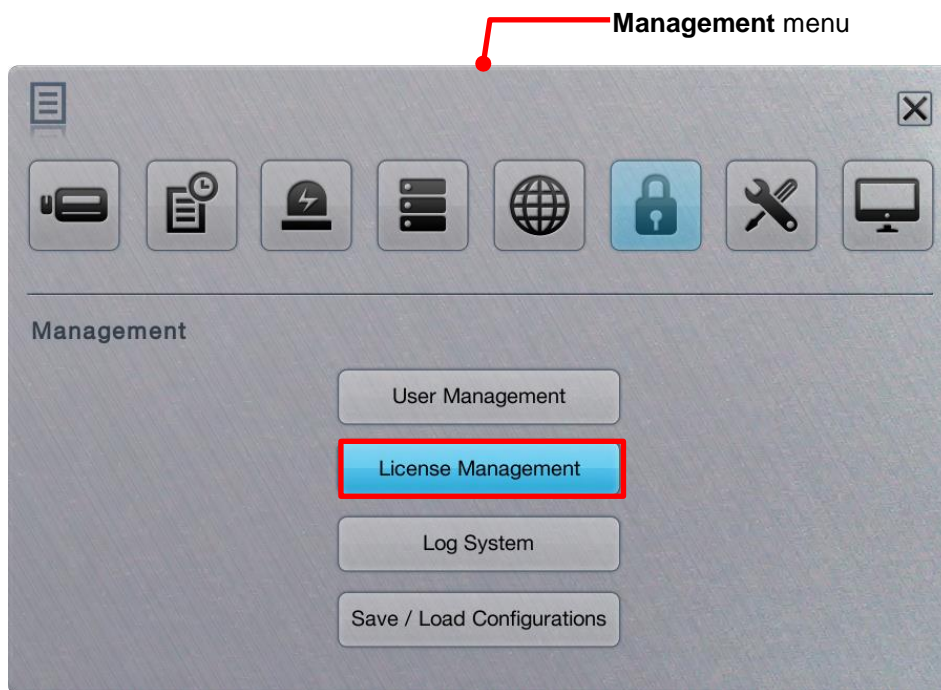 Management menu
Management
User Management
License Management
Log System
Save / Load Configurations